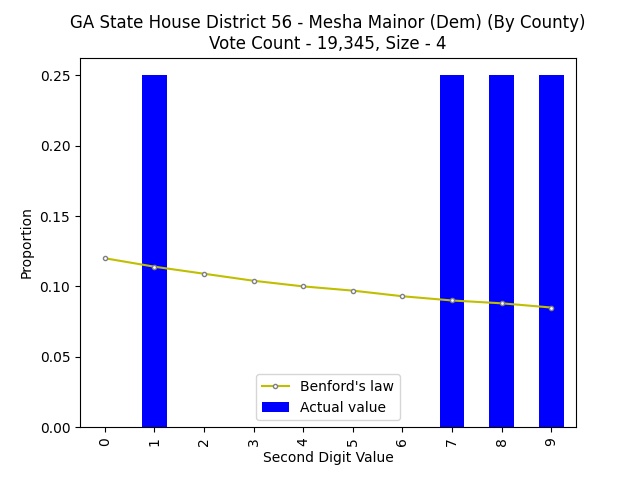 GA State House District 56 - Mesha Mainor (Dem) (By County)
Vote Count - 19,345, Size - 4
0.25
0.20
0.15
0.10
0.05
0.00
Proportion
Benford's law
Actual value
0 1 2 3 4 5 6 7 8 9
Second Digit Value